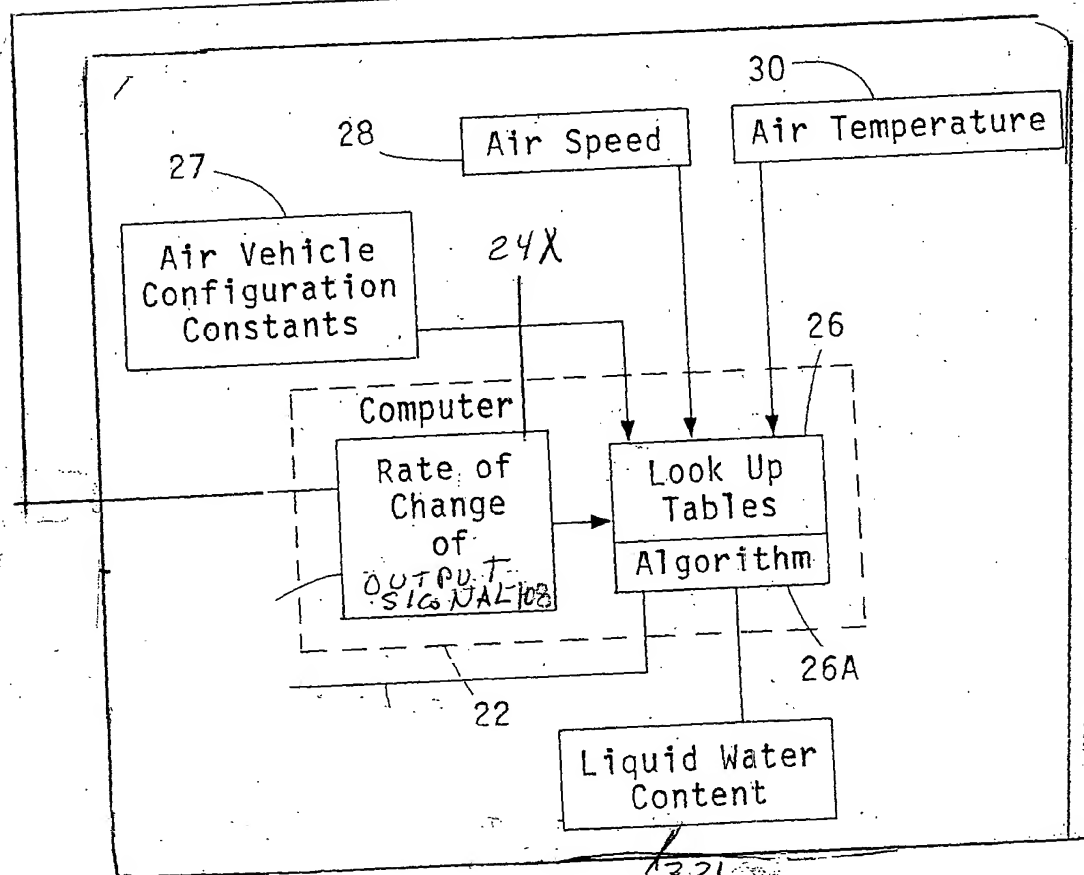 30
28
Air Speed
Air Temperature
27
Air Vehicle
Configuration
Constants
24X
26
Computer
Rate of
Change
of
OUTPUT
SIGNAL 108
Look Up
Tables
Algorithm
26A
22
Liquid Water
Content